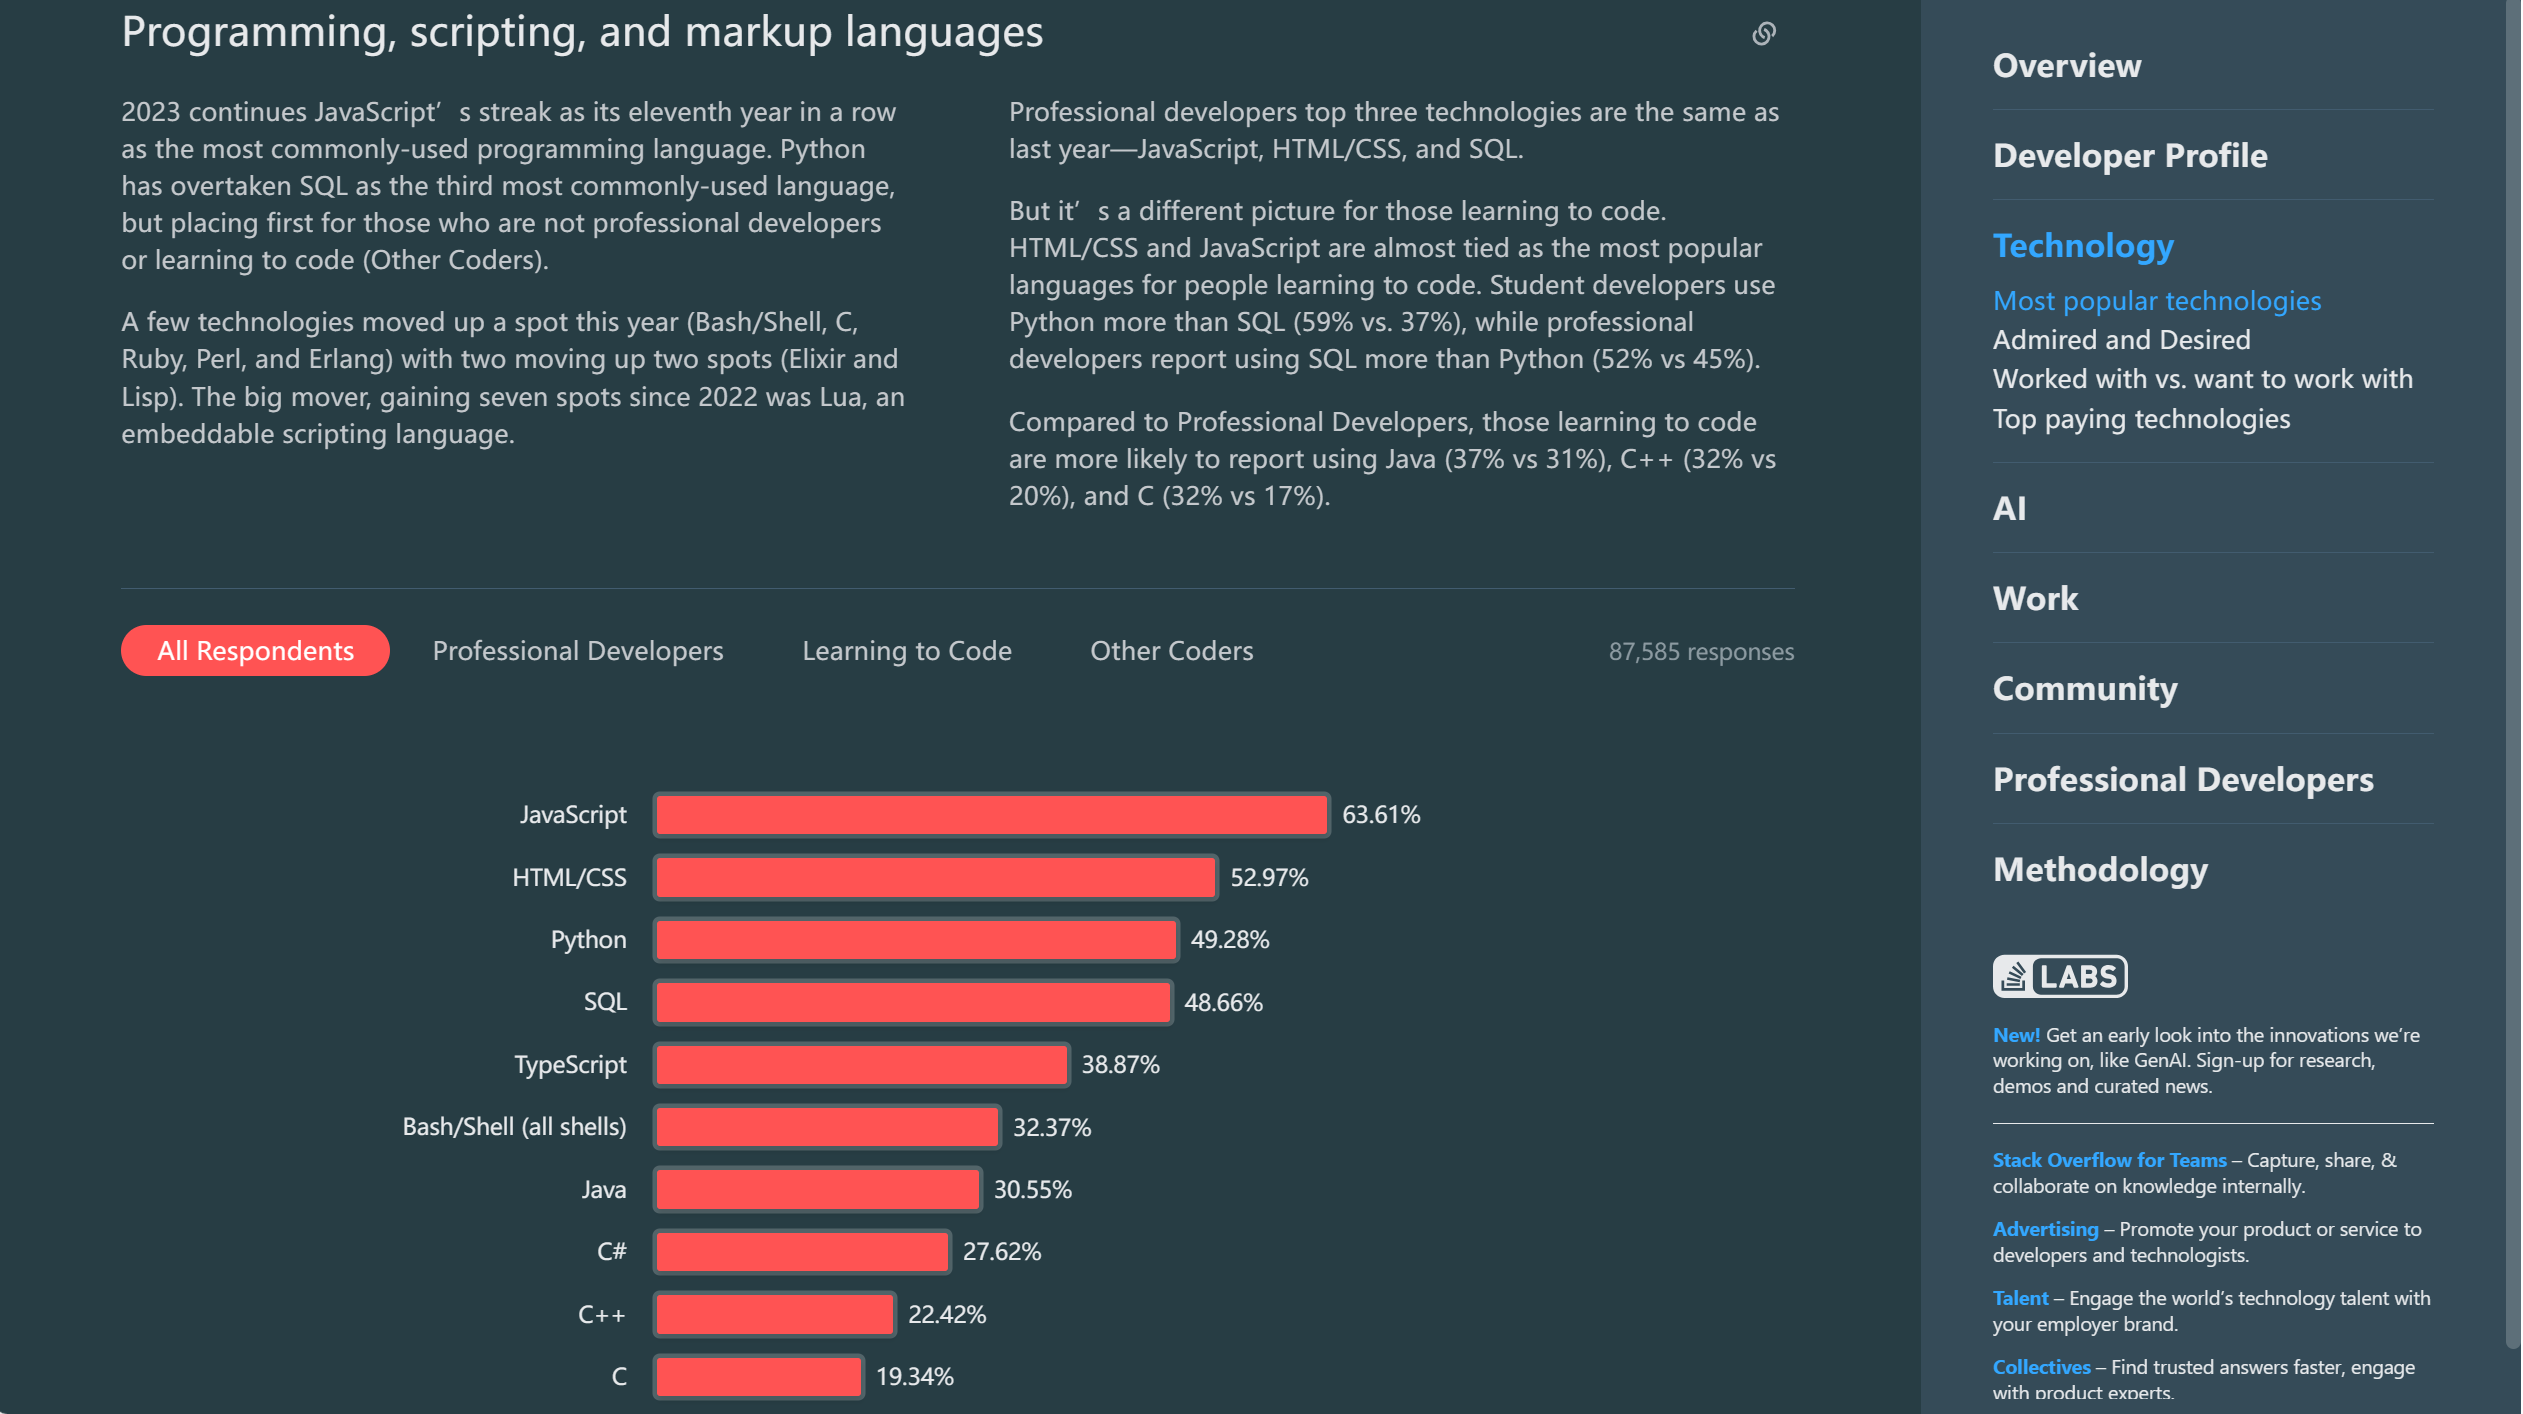 Programming, scripting, and markup languages
2023 continues JavaScript’s streak as its eleventh year in a row
as the most commonly-used programming language. Python
has overtaken SQL as the third most commonly-used language,
but placing first for those who are not professional developers
or learning to code (Other Coders).
A few technologies moved up a spot this year (Bash/Shell, C,
Ruby, Perl, and Erlang) with two moving up two spots (Elixir and
Lisp). The big mover, gaining seven spots since 2022 was Lua, an
embeddable scripting language.
Professional developers top three technologies are the same as
last year—JavaScript, HTML/CSS, and SQL.
But it’s a different picture for those learning to code.
HTML/CSS and JavaScript are almost tied as the most popular
languages for people learning to code. Student developers use
Python more than SQL (59% vs. 37%), while professional
developers report using SQL more than Python (52% vs 45%).
Compared to Professional Developers, those learning to code
are more likely to report using Java (37% vs 31%), C++ (32% vs
20%), and C (32% vs 17%).
All Respondents
Professional Developers
Learning to Code
Other Coders
87,585 responses
JavaScript 63.61%
HTML/CSS 52.97%
Python 49.28%
SQL 48.66%
TypeScript 38.87%
Bash/Shell (all shells) 32.37%
Java 30.55%
C# 27.62%
C++ 22.42%
C 19.34%
Overview
Developer Profile
Technology
Most popular technologies
Admired and Desired
Worked with vs. want to work with
Top paying technologies
AI
Work
Community
Professional Developers
Methodology
LABS
New! Get an early look into the innovations we’re
working on, like GenAI. Sign-up for research,
demos and curated news.
Stack Overflow for Teams – Capture, share, &
collaborate on knowledge internally.
Advertising – Promote your product or service to
developers and technologists.
Talent – Engage the world’s technology talent with
your employer brand.
Collectives – Find trusted answers faster, engage
with product experts.